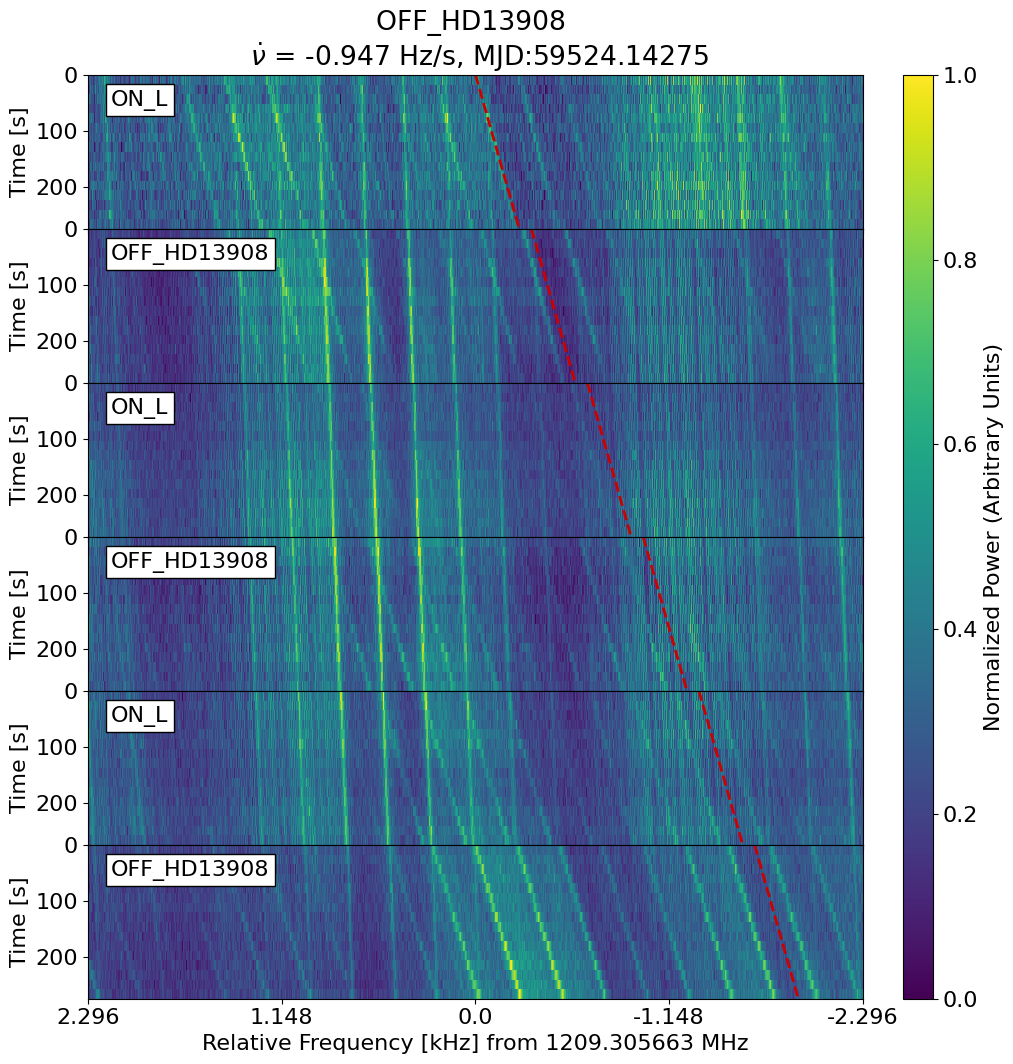 OFF_HD13908
ν̇ = -0.947 Hz/s, MJD:59524.14275
0
ON_L
100
Time [s]
200
0
OFF_HD13908
100
Time [s]
200
0
ON_L
100
Time [s]
200
0
OFF_HD13908
100
Time [s]
200
0
ON_L
100
Time [s]
200
0
OFF_HD13908
100
Time [s]
200
2.296 1.148 0.0 -1.148 -2.296
Relative Frequency [kHz] from 1209.305663 MHz
1.0
0.8
0.6
0.4
0.2
0.0
Normalized Power (Arbitrary Units)